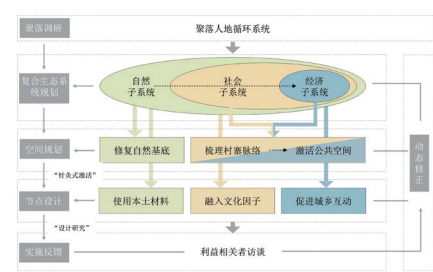 聚落调研
聚落人地循环系统
复合生态系
统规划
自然
子系统
社会
子系统
经济
子系统
空间规划
修复自然基底
梳理村寨脉络
激活公共空间
动态修正
“针灸式激活”
节点设计
使用本土材料
融入文化因子
促进城乡互动
“设计研究”
实施反馈
利益相关者访谈